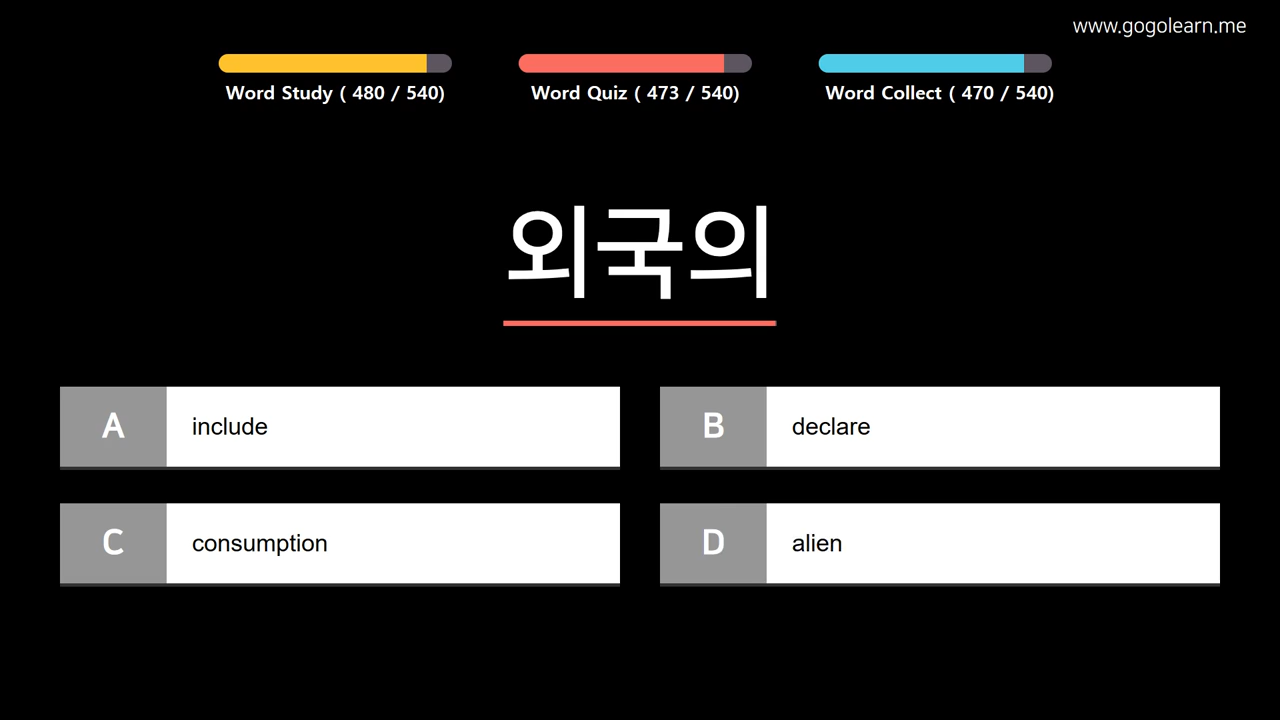 www.gogolearn.me
Word Study ( 480 / 540)
Word Quiz ( 473 / 540)
Word Collect ( 470 / 540)
외국의
A include
B declare
C consumption
D alien